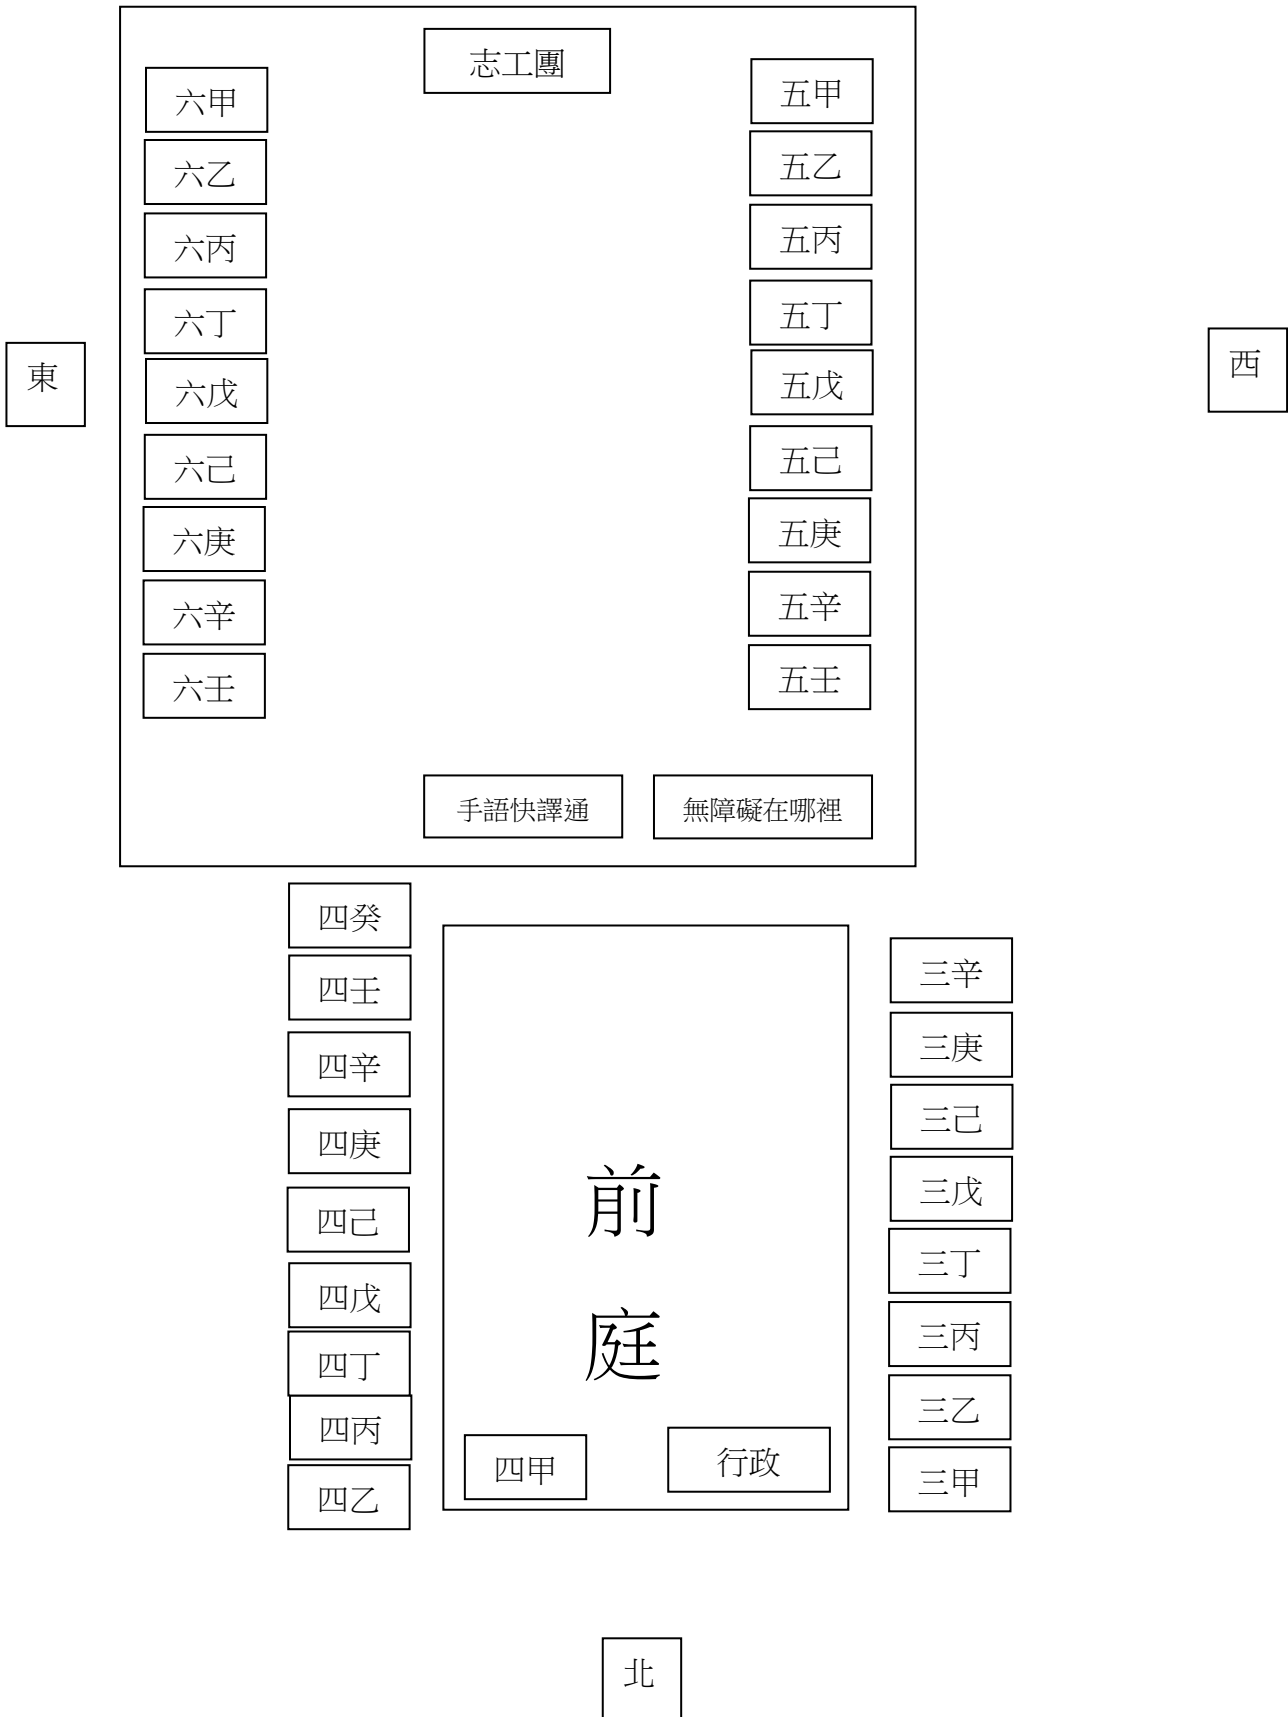 志工團
六甲
六乙
六丙
六丁
六戊
六己
六庚
六辛
六壬
五甲
五乙
五丙
五丁
五戊
五己
五庚
五辛
五壬
東
西
手語快譯通
無障礙在哪裡
四癸
四壬
四辛
四庚
四己
四戊
四丁
四丙
四乙
前
庭
四甲
行政
三辛
三庚
三己
三戊
三丁
三丙
三乙
三甲
北